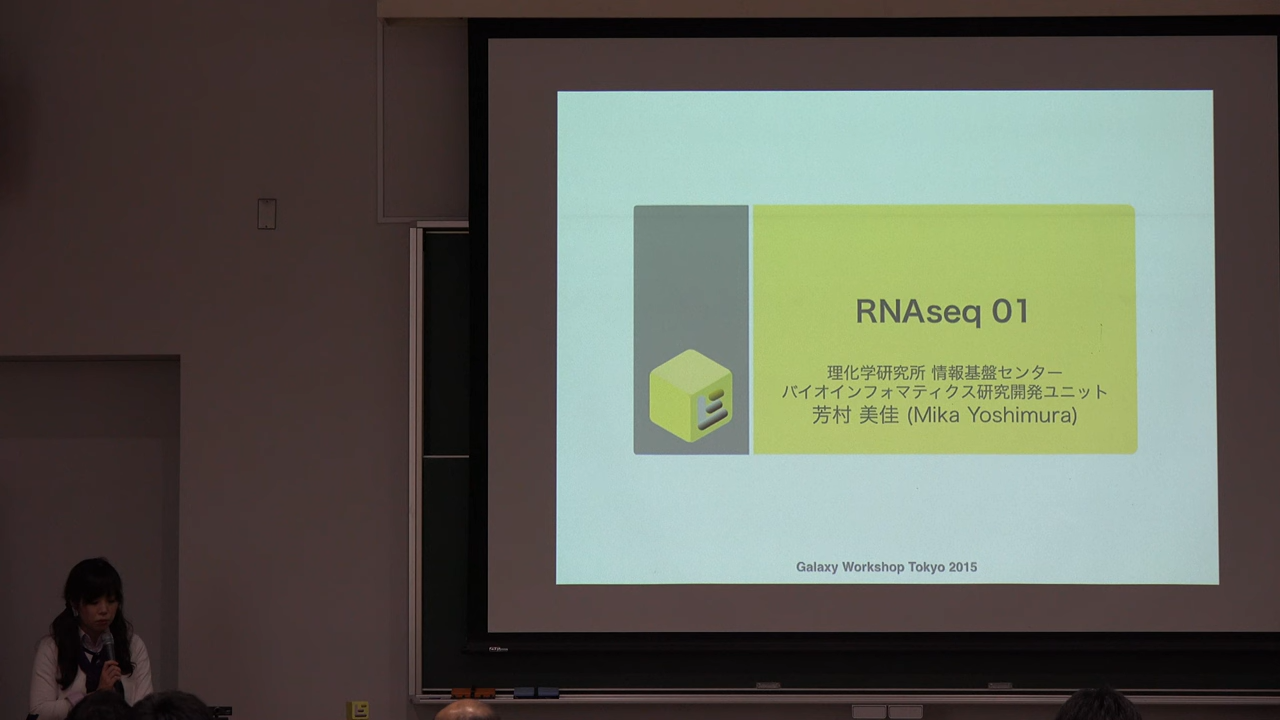 RNAseq 01
理化学研究所 情報基盤センター
バイオインフォマティクス研究開発ユニット
芳村 美佳 (Mika Yoshimura)
Galaxy Workshop Tokyo 2015